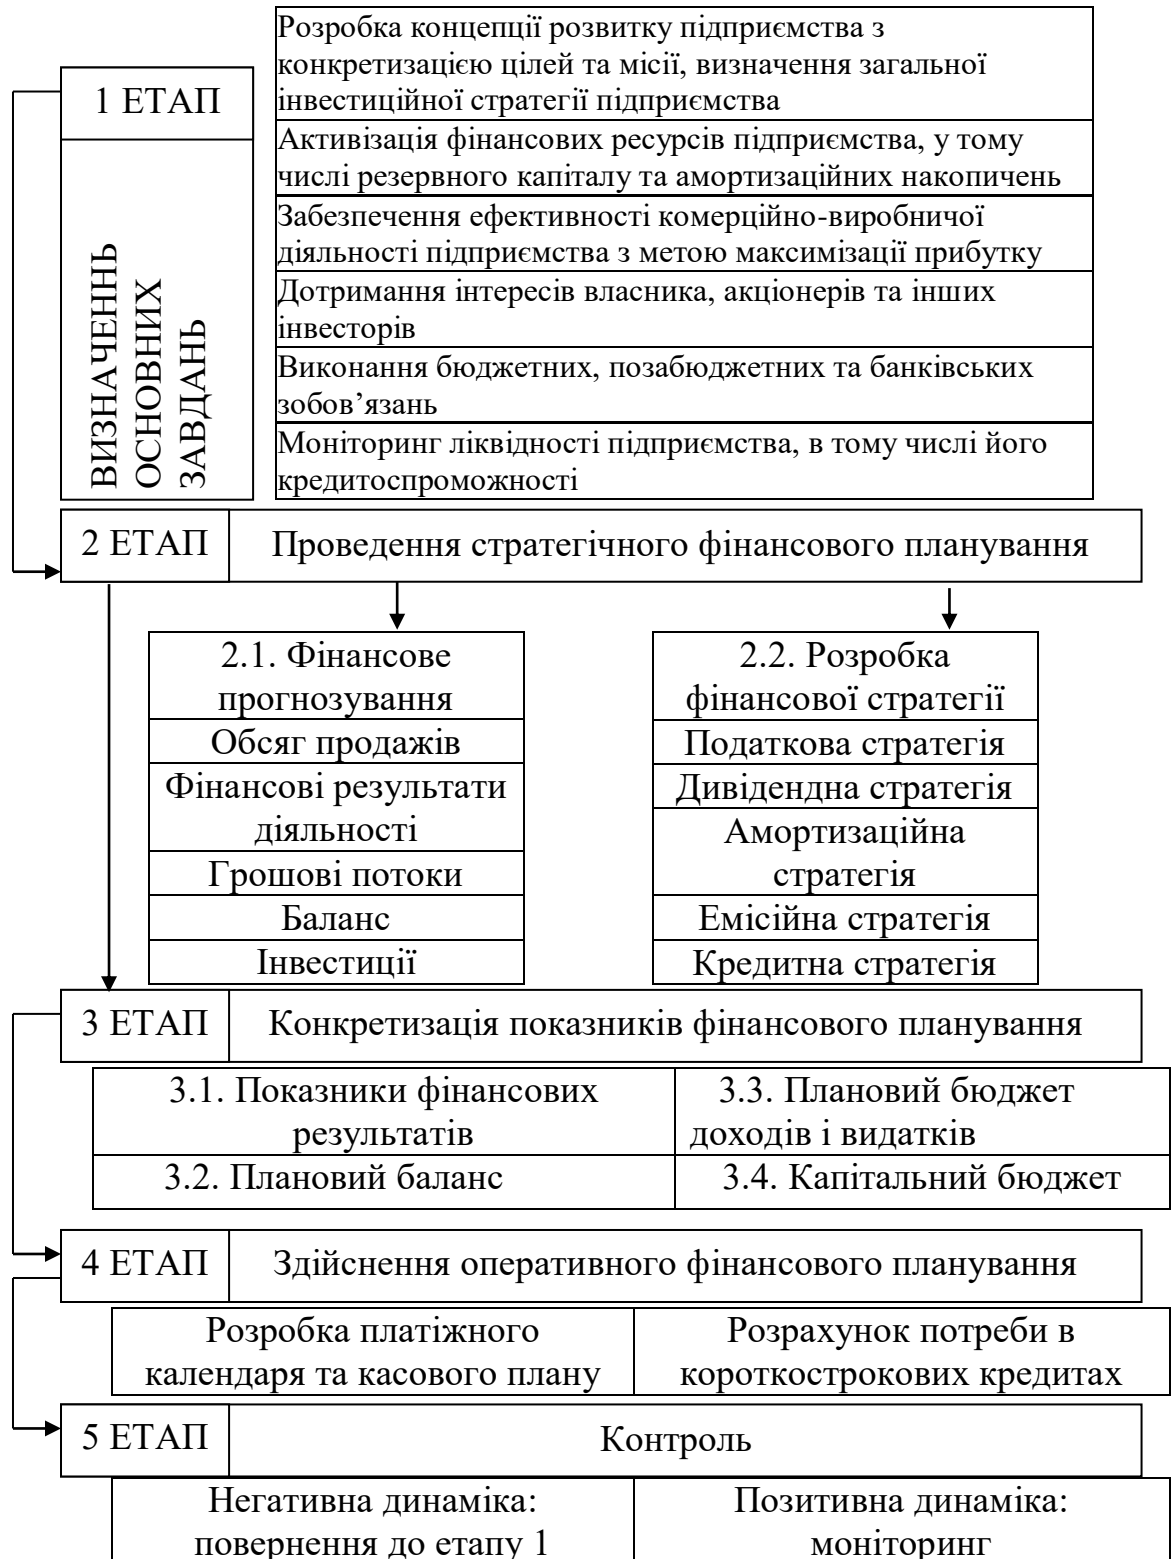 1 ЕТАП
ВИЗНАЧЕННЬ
ОСНОВНИХ
ЗАВДАНЬ
Розробка концепції розвитку підприємства з
конкретизацією цілей та місії, визначення загальної
інвестиційної стратегії підприємства
Активізація фінансових ресурсів підприємства, у тому
числі резервного капіталу та амортизаційних накопичень
Забезпечення ефективності комерційно-виробничої
діяльності підприємства з метою максимізації прибутку
Дотримання інтересів власника, акціонерів та інших
інвесторів
Виконання бюджетних, позабюджетних та банківських
зобов’язань
Моніторинг ліквідності підприємства, в тому числі його
кредитоспроможності
2 ЕТАП
Проведення стратегічного фінансового планування
2.1. Фінансове
прогнозування
Обсяг продажів
Фінансові результати
діяльності
Грошові потоки
Баланс
Інвестиції
2.2. Розробка
фінансової стратегії
Податкова стратегія
Дивідендна стратегія
Амортизаційна
стратегія
Емісійна стратегія
Кредитна стратегія
3 ЕТАП
Конкретизація показників фінансового планування
3.1. Показники фінансових
результатів
3.3. Плановий бюджет
доходів і видатків
3.2. Плановий баланс
3.4. Капітальний бюджет
4 ЕТАП
Здійснення оперативного фінансового планування
Розробка платіжного
календаря та касового плану
Розрахунок потреби в
короткострокових кредитах
5 ЕТАП
Контроль
Негативна динаміка:
повернення до етапу 1
Позитивна динаміка:
моніторинг